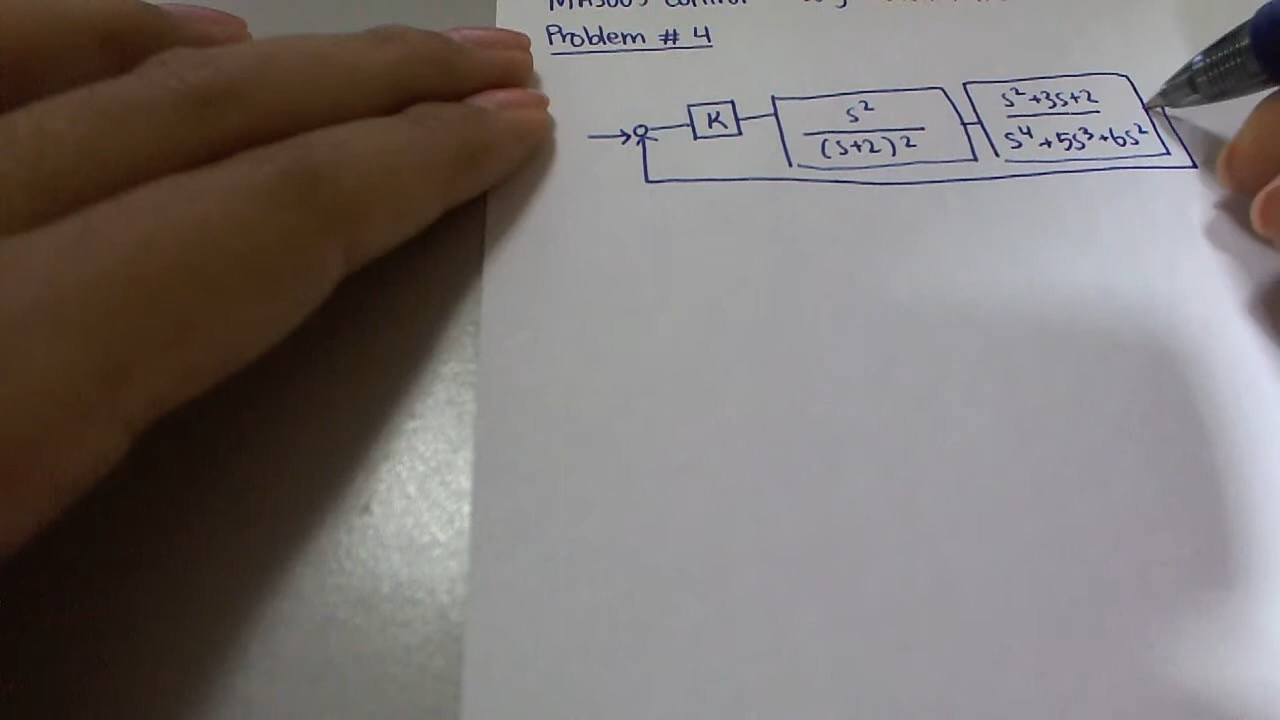 Problem # 4
K
s²
(s+2)²
s²+3s+2
s⁴+5s³+6s²